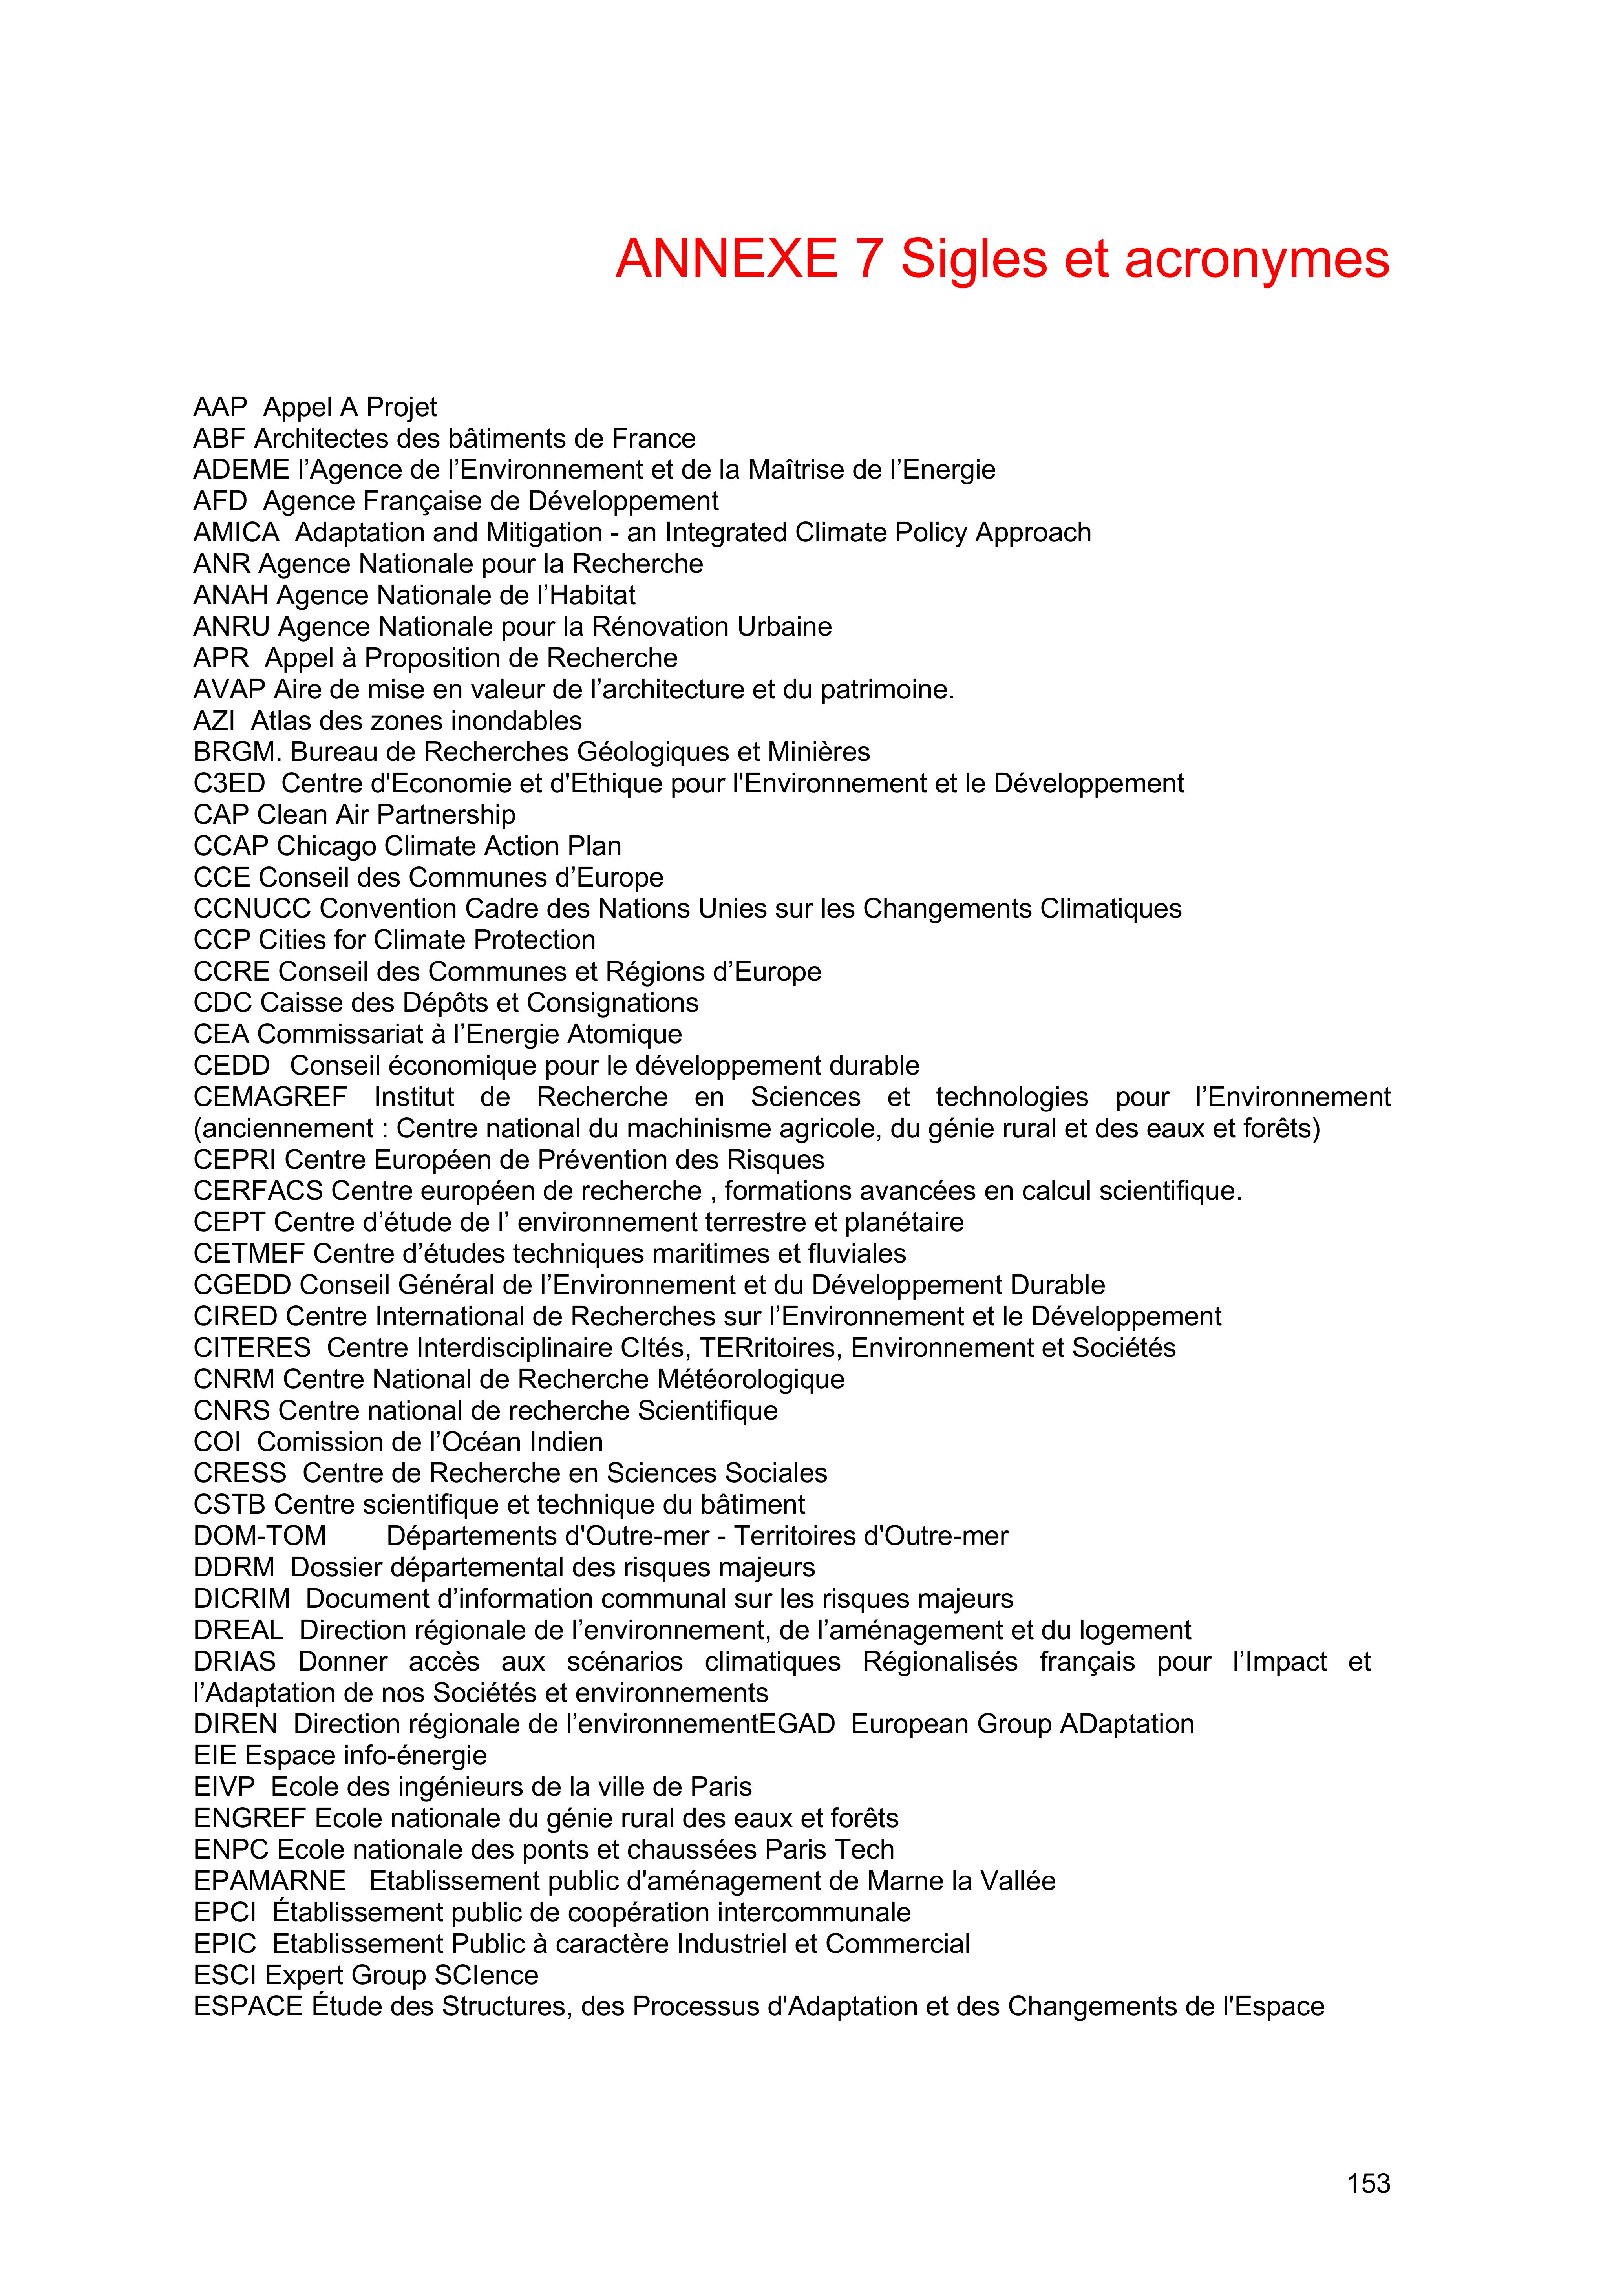 ANNEXE 7 Sigles et acronymes
AAP  Appel A Projet
ABF Architectes des bâtiments de France
ADEME l’Agence de l’Environnement et de la Maîtrise de l’Energie
AFD  Agence Française de Développement
AMICA  Adaptation and Mitigation - an Integrated Climate Policy Approach
ANR Agence Nationale pour la Recherche
ANAH Agence Nationale de l’Habitat
ANRU Agence Nationale pour la Rénovation Urbaine
APR  Appel à Proposition de Recherche
AVAP Aire de mise en valeur de l’architecture et du patrimoine.
AZI  Atlas des zones inondables
BRGM. Bureau de Recherches Géologiques et Minières
C3ED  Centre d'Economie et d'Ethique pour l'Environnement et le Développement
CAP Clean Air Partnership
CCAP Chicago Climate Action Plan
CCE Conseil des Communes d’Europe
CCNUCC Convention Cadre des Nations Unies sur les Changements Climatiques
CCP Cities for Climate Protection
CCRE Conseil des Communes et Régions d’Europe
CDC Caisse des Dépôts et Consignations
CEA Commissariat à l’Energie Atomique
CEDD  Conseil économique pour le développement durable
CEMAGREF Institut de Recherche en Sciences et technologies pour l’Environnement
(anciennement : Centre national du machinisme agricole, du génie rural et des eaux et forêts)
CEPRI Centre Européen de Prévention des Risques
CERFACS Centre européen de recherche , formations avancées en calcul scientifique.
CEPT Centre d’étude de l’ environnement terrestre et planétaire
CETMEF Centre d’études techniques maritimes et fluviales
CGEDD Conseil Général de l’Environnement et du Développement Durable
CIRED Centre International de Recherches sur l’Environnement et le Développement
CITERES  Centre Interdisciplinaire CItés, TERritoires, Environnement et Sociétés
CNRM Centre National de Recherche Météorologique
CNRS Centre national de recherche Scientifique
COI  Comission de l’Océan Indien
CRESS  Centre de Recherche en Sciences Sociales
CSTB Centre scientifique et technique du bâtiment
DOM-TOM  Départements d'Outre-mer - Territoires d'Outre-mer
DDRM  Dossier départemental des risques majeurs
DICRIM  Document d’information communal sur les risques majeurs
DREAL  Direction régionale de l’environnement, de l’aménagement et du logement
DRIAS Donner accès aux scénarios climatiques Régionalisés français pour l’Impact et
l’Adaptation de nos Sociétés et environnements
DIREN  Direction régionale de l’environnementEGAD  European Group ADaptation
EIE Espace info-énergie
EIVP  Ecole des ingénieurs de la ville de Paris
ENGREF Ecole nationale du génie rural des eaux et forêts
ENPC Ecole nationale des ponts et chaussées Paris Tech
EPAMARNE  Etablissement public d'aménagement de Marne la Vallée
EPCI  Établissement public de coopération intercommunale
EPIC  Etablissement Public à caractère Industriel et Commercial
ESCI Expert Group SCIence
ESPACE Étude des Structures, des Processus d'Adaptation et des Changements de l'Espace
153